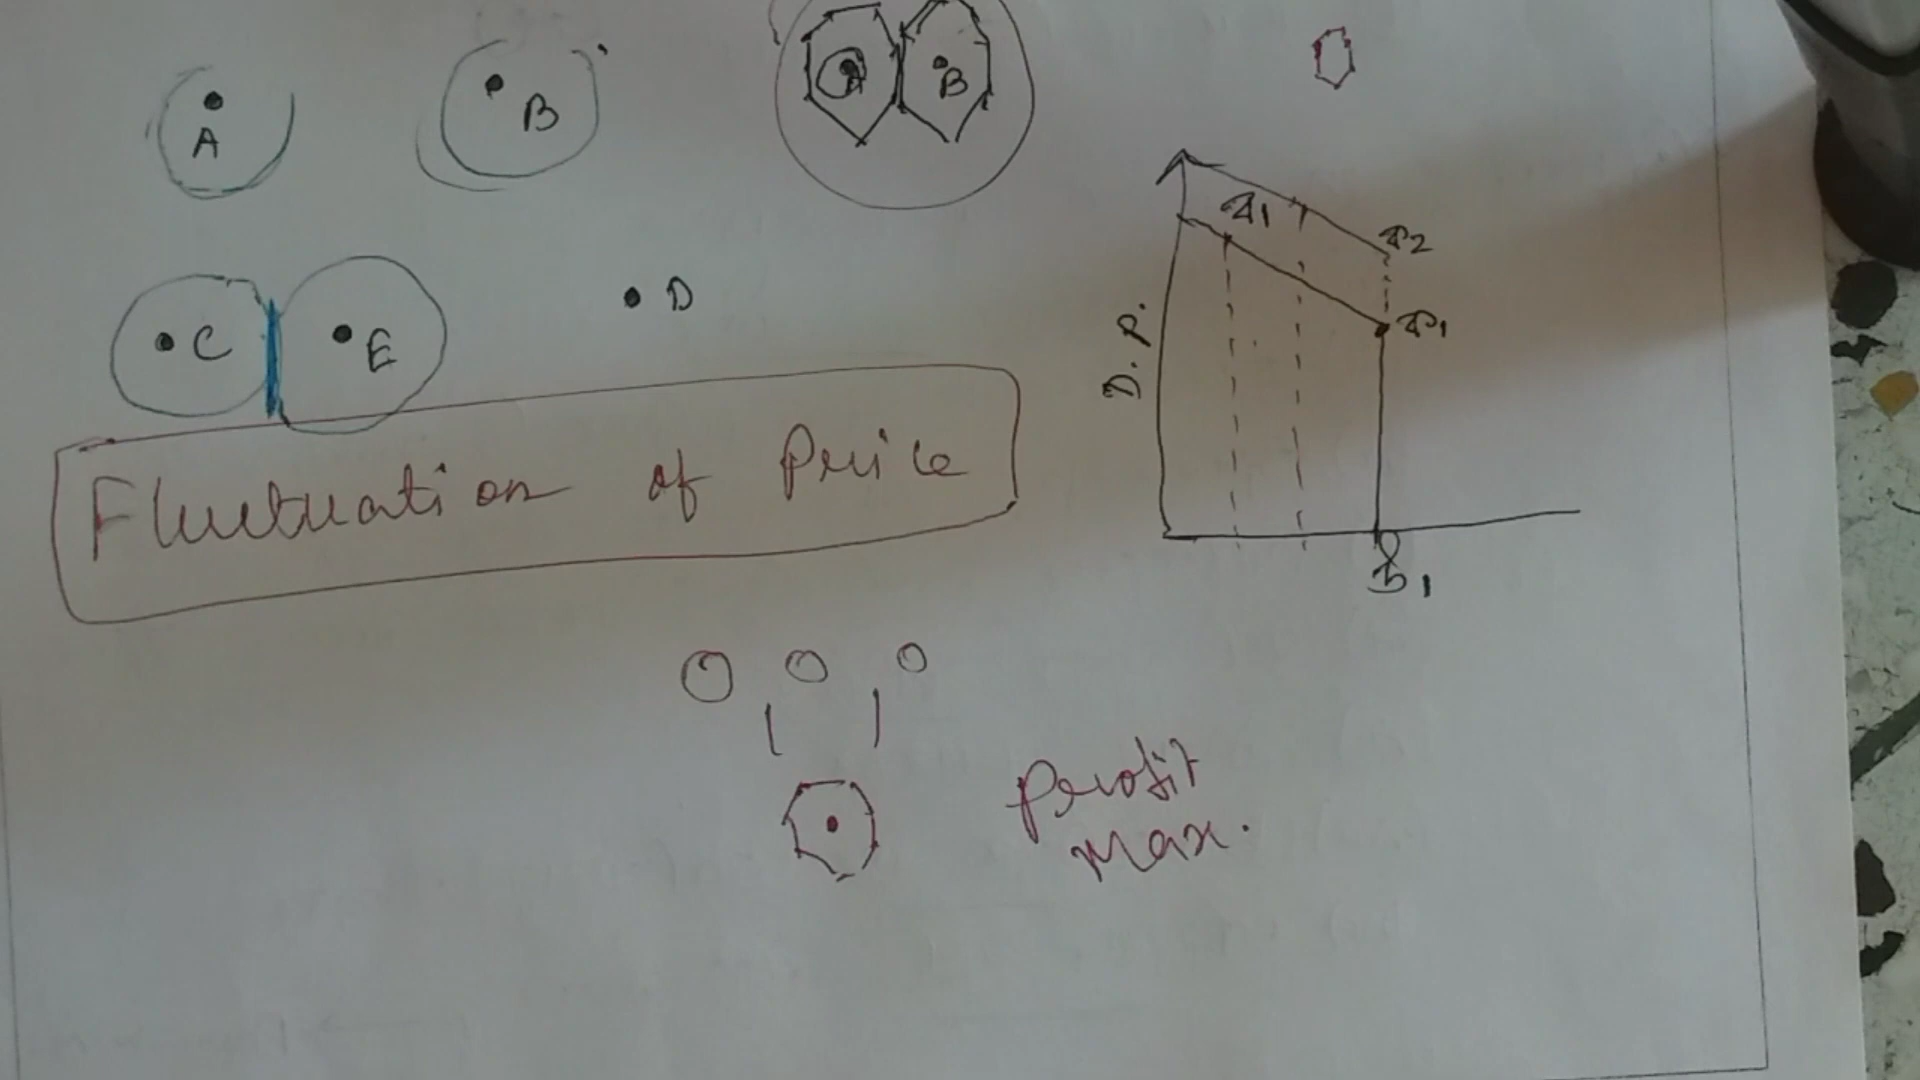 A
B
A
B
C
E
D
D. P.
Fluctuation of Price
Profit
Max.